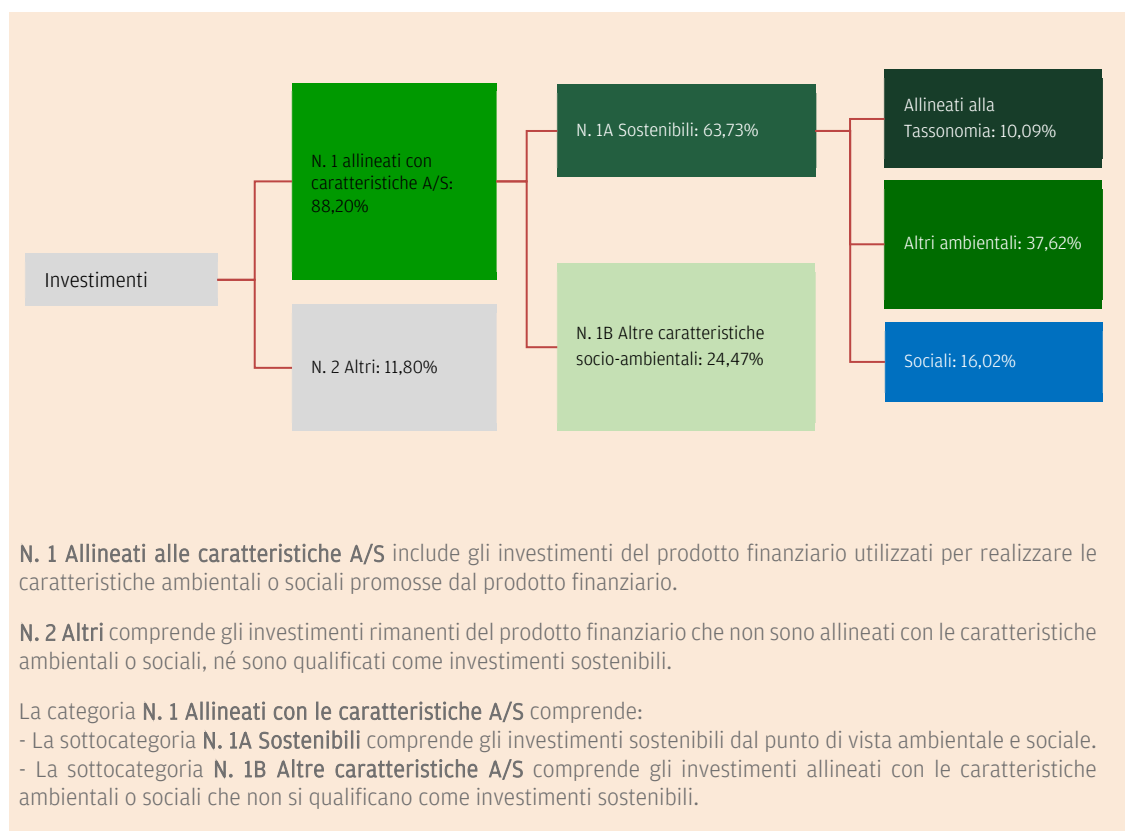 Investimenti
N. 1 allineati con
caratteristiche A/S:
88,20%
N. 2 Altri: 11,80%
N. 1A Sostenibili: 63,73%
N. 1B Altre caratteristiche
socio-ambientali: 24,47%
Allineati alla
Tassonomia: 10,09%
Altri ambientali: 37,62%
Sociali: 16,02%
N. 1 Allineati alle caratteristiche A/S include gli investimenti del prodotto finanziario utilizzati per realizzare le
caratteristiche ambientali o sociali promosse dal prodotto finanziario.
N. 2 Altri comprende gli investimenti rimanenti del prodotto finanziario che non sono allineati con le caratteristiche
ambientali o sociali, né sono qualificati come investimenti sostenibili.
La categoria N. 1 Allineati con le caratteristiche A/S comprende:
- La sottocategoria N. 1A Sostenibili comprende gli investimenti sostenibili dal punto di vista ambientale e sociale.
- La sottocategoria N. 1B Altre caratteristiche A/S comprende gli investimenti allineati con le caratteristiche
ambientali o sociali che non si qualificano come investimenti sostenibili.